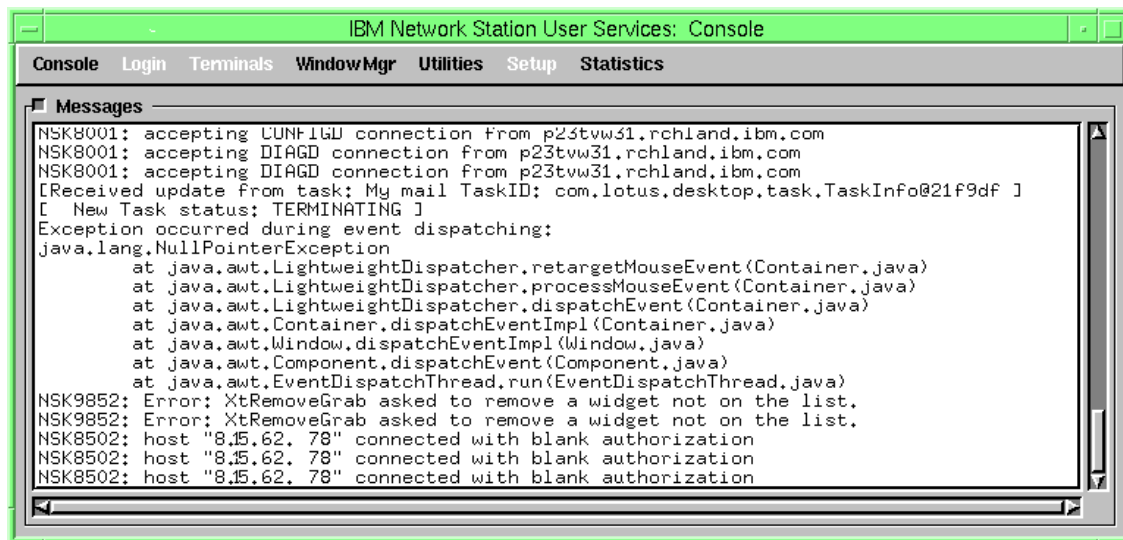 IBM Network Station User Services: Console
Console Login Terminals WindowMgr Utilities Setup Statistics
Messages
NSK8001: accepting CONFIGD connection from p23tvw31.rchland.ibm.com
NSK8001: accepting DIAGD connection from p23tvw31.rchland.ibm.com
NSK8001: accepting DIAGD connection from p23tvw31.rchland.ibm.com
[Received update from task: My mail TaskID: com.lotus.desktop.task.TaskInfo@21f9df ]
[  New Task status: TERMINATING ]
Exception occurred during event dispatching:
java.lang.NullPointerException
at java.awt.LightweightDispatcher.retargetMouseEvent(Container.java)
at java.awt.LightweightDispatcher.processMouseEvent(Container.java)
at java.awt.LightweightDispatcher.dispatchEvent(Container.java)
at java.awt.Container.dispatchEventImpl(Container.java)
at java.awt.Window.dispatchEventImpl(Window.java)
at java.awt.Component.dispatchEvent(Component.java)
at java.awt.EventDispatchThread.run(EventDispatchThread.java)
NSK9852: Error: XtRemoveGrab asked to remove a widget not on the list.
NSK9852: Error: XtRemoveGrab asked to remove a widget not on the list.
NSK8502: host "8.15.62. 78" connected with blank authorization
NSK8502: host "8.15.62. 78" connected with blank authorization
NSK8502: host "8.15.62. 78" connected with blank authorization